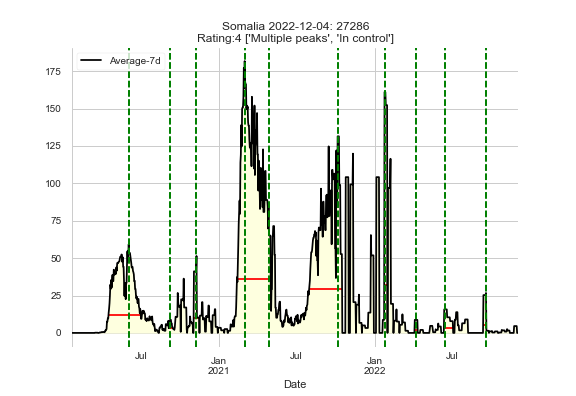 Somalia 2022-12-04: 27286
Rating:4 ['Multiple peaks', 'In control']
Average-7d
175
150
125
100
75
50
25
0
Jul
Jan
2021
Jul
Jan
2022
Jul
Date